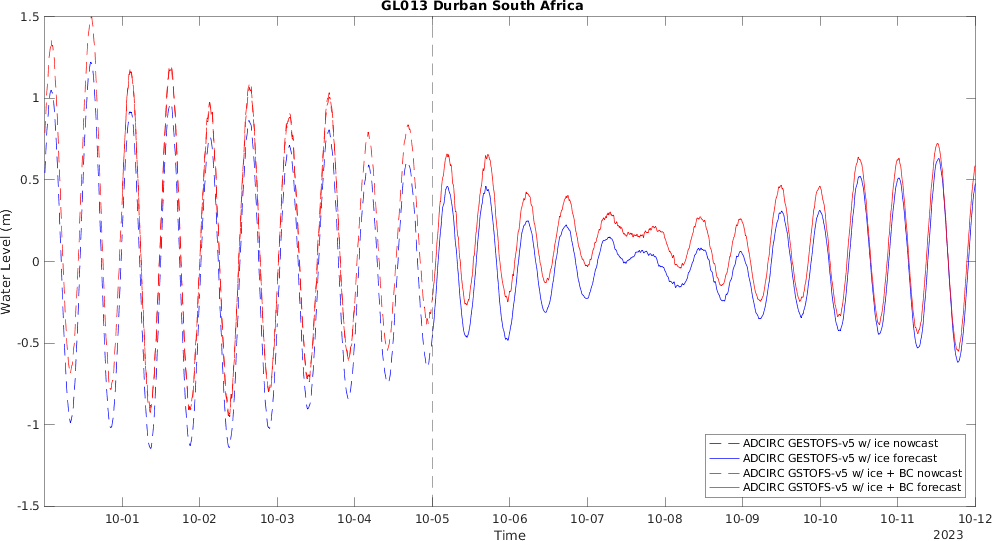 GL013 Durban South Africa
1.5
1
0.5
0
-0.5
-1
-1.5
Water Level (m)
10-01 10-02 10-03 10-04 10-05 10-06 10-07 10-08 10-09 10-10 10-11 10-12
Time
2023
ADCIRC GESTOFS-v5 w/ ice nowcast
ADCIRC GESTOFS-v5 w/ ice forecast
ADCIRC GSTOFS-v5 w/ ice + BC nowcast
ADCIRC GSTOFS-v5 w/ ice + BC forecast